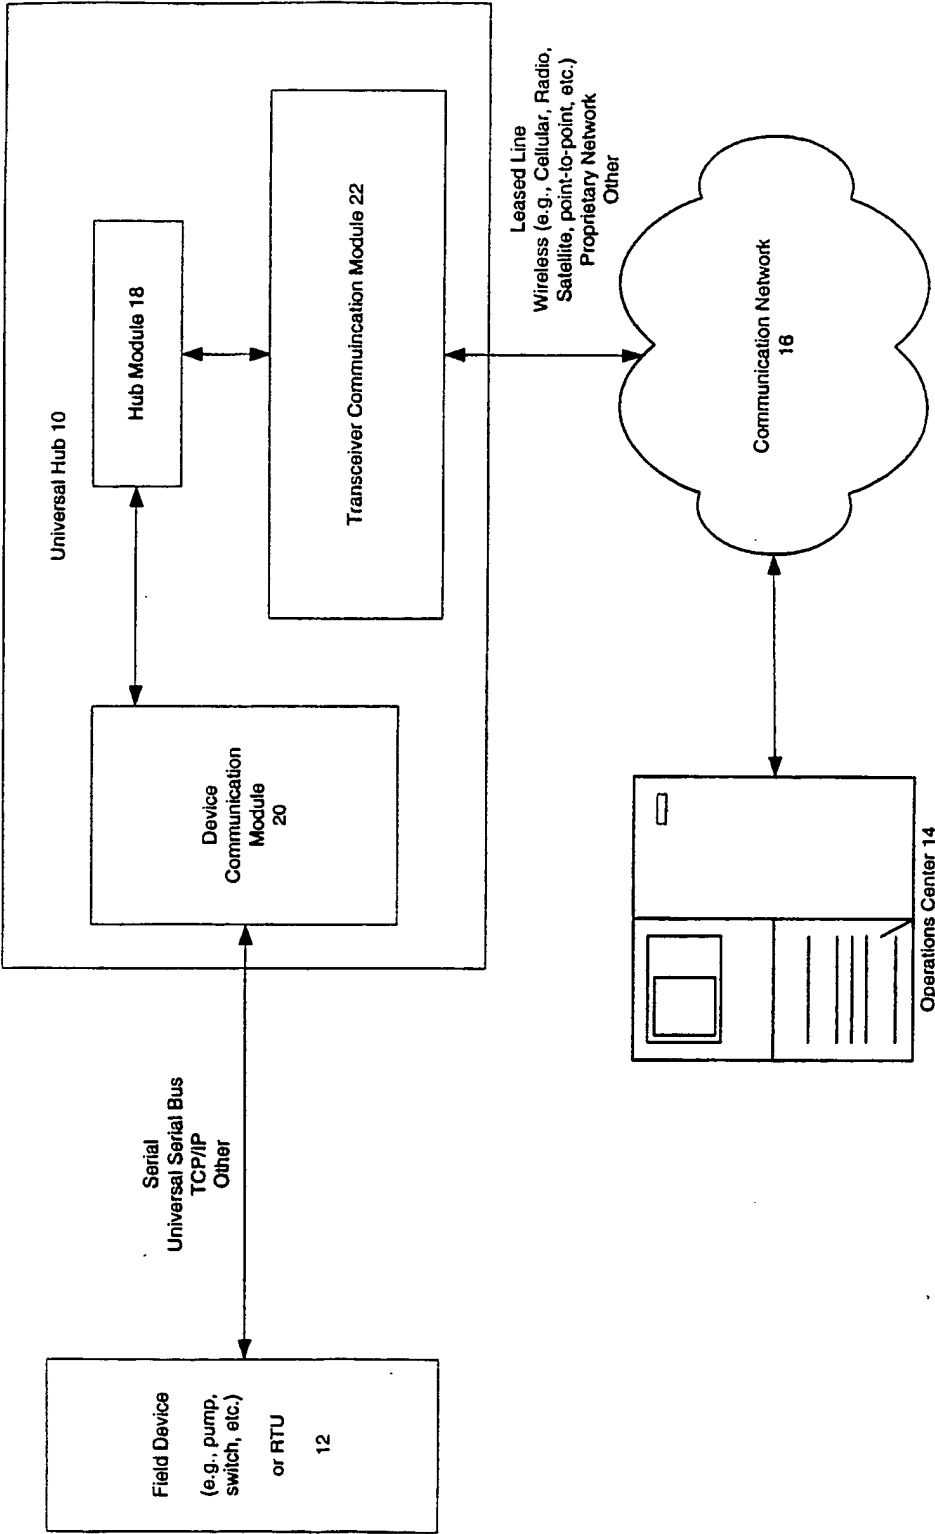 Universal Hub 10
Hub Module 18
Transceiver Commuincation Module 22
Device
Communication
Module
20
Serial
Universal Serial Bus
TCP/IP
Other
Field Device
(e.g., pump,
switch, etc.)
or RTU
12
Leased Line
Wireless (e.g., Cellular, Radio,
Satellite, point-to-point, etc.)
Proprietary Network
Other
Communication Network
16
Operations Center 14